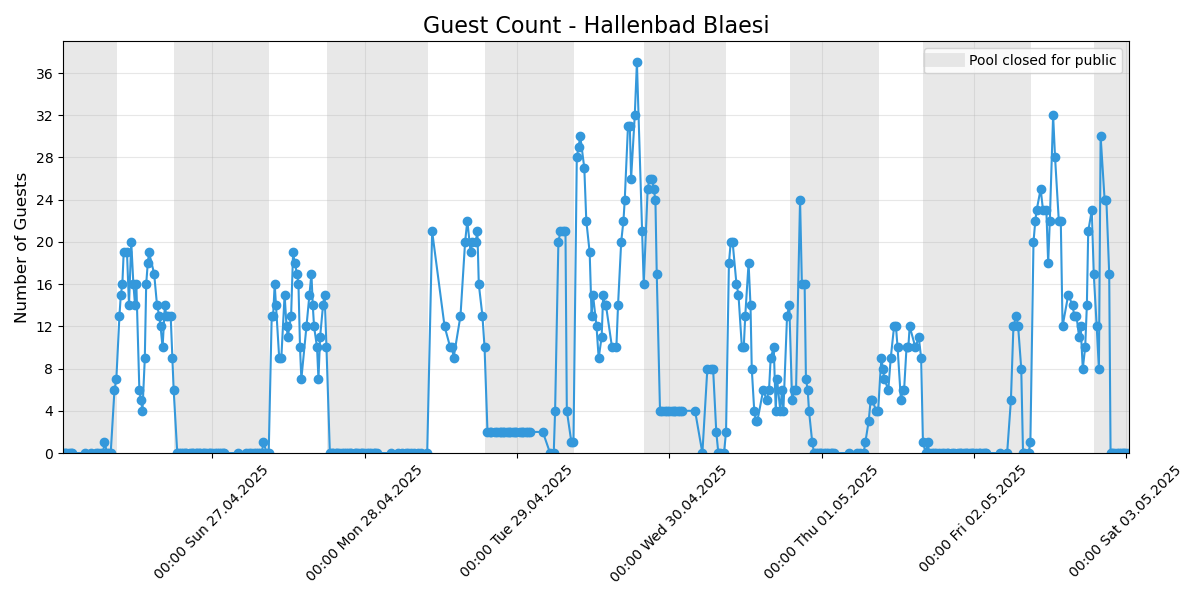 Guest Count - Hallenbad Blaesi
Pool closed for public
Number of Guests
36
32
28
24
20
16
12
8
4
0
00:00 Sun 27.04.2025
00:00 Mon 28.04.2025
00:00 Tue 29.04.2025
00:00 Wed 30.04.2025
00:00 Thu 01.05.2025
00:00 Fri 02.05.2025
00:00 Sat 03.05.2025